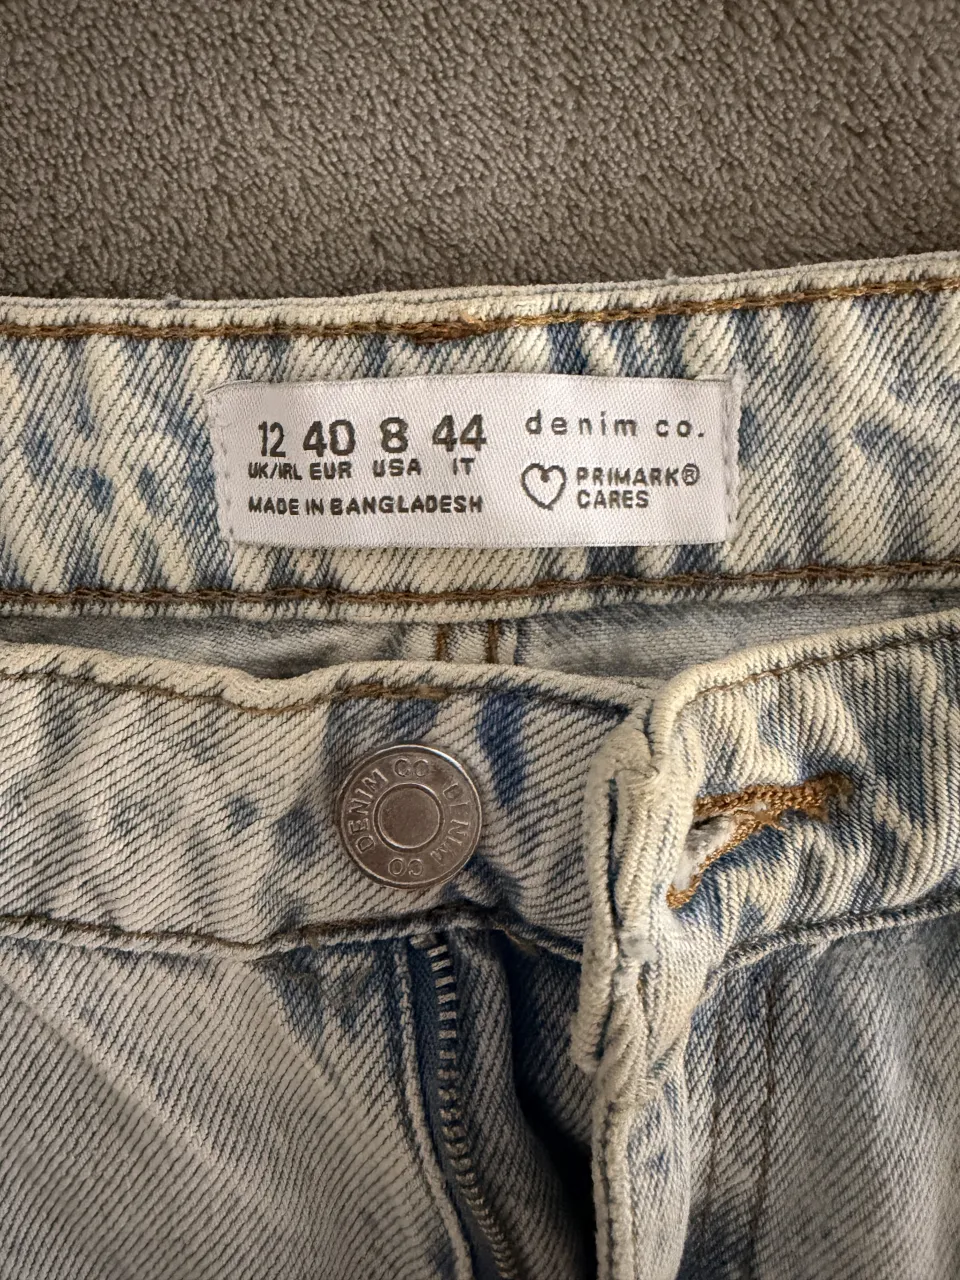 12 40 8 44
UK/IRL EUR USA IT
MADE IN BANGLADESH
denim co.
PRIMARK®
CARES
DENIM CO DENIM CO